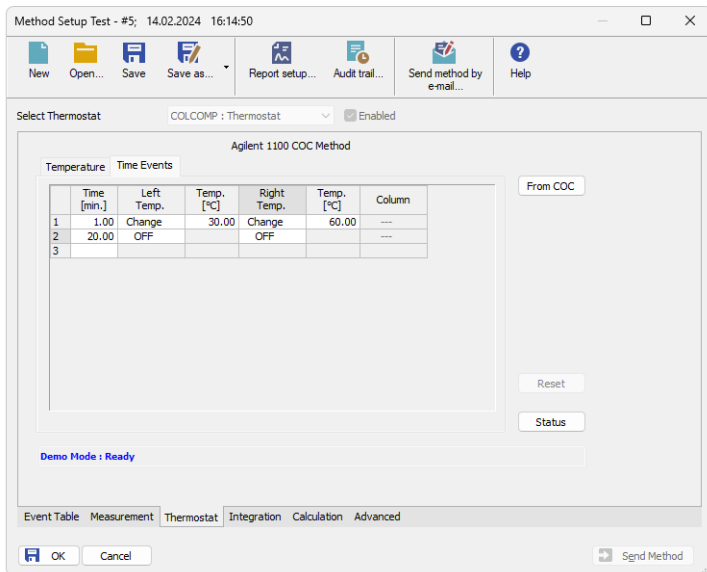 Method Setup Test - #5; 14.02.2024 16:14:50
New Open... Save Save as... Report setup... Audit trail... Send method by e-mail... Help
Select Thermostat COLCOMP : Thermostat Enabled
Agilent 1100 COC Method
Temperature Time Events
From COC
Time [min.] Left Temp. Temp. [°C] Right Temp. Temp. [°C] Column
1 1.00 Change 30.00 Change 60.00 ---
2 20.00 OFF OFF ---
3
Reset
Status
Demo Mode : Ready
Event Table Measurement Thermostat Integration Calculation Advanced
OK Cancel Send Method